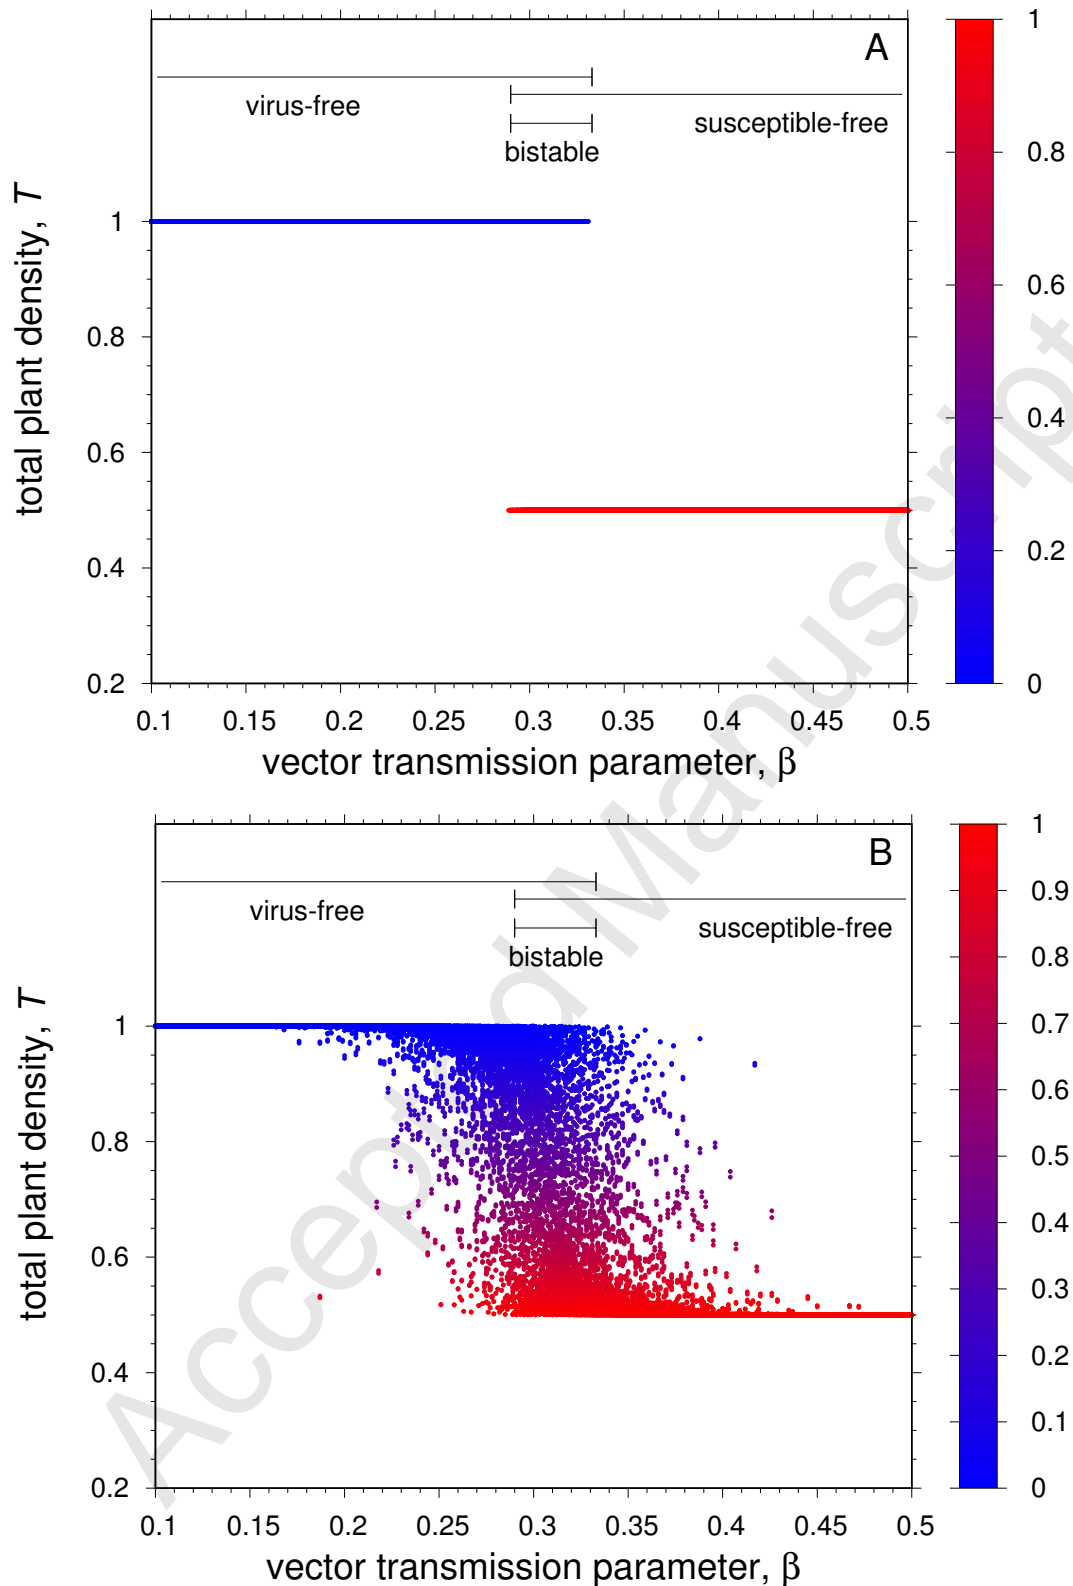 A
virus-free
susceptible-free
bistable
total plant density, T
1
0.8
0.6
0.4
0.2
0.1 0.15 0.2 0.25 0.3 0.35 0.4 0.45 0.5
vector transmission parameter, β
1
0.8
0.6
0.4
0.2
0
B
virus-free
susceptible-free
bistable
total plant density, T
1
0.8
0.6
0.4
0.2
0.1 0.15 0.2 0.25 0.3 0.35 0.4 0.45 0.5
vector transmission parameter, β
1
0.9
0.8
0.7
0.6
0.5
0.4
0.3
0.2
0.1
0
Accepted Manuscript